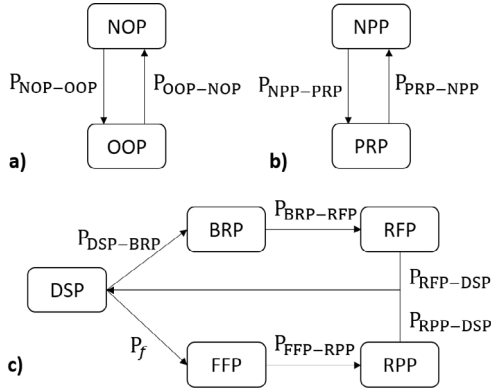 NOP
P_NOP–OOP
P_OOP–NOP
OOP
a)
NPP
P_NPP–PRP
P_PRP–NPP
PRP
b)
P_DSP–BRP
BRP
P_BRP–RFP
RFP
DSP
P_RFP–DSP
P_RPP–DSP
P_f
FFP
P_FFP–RPP
RPP
c)